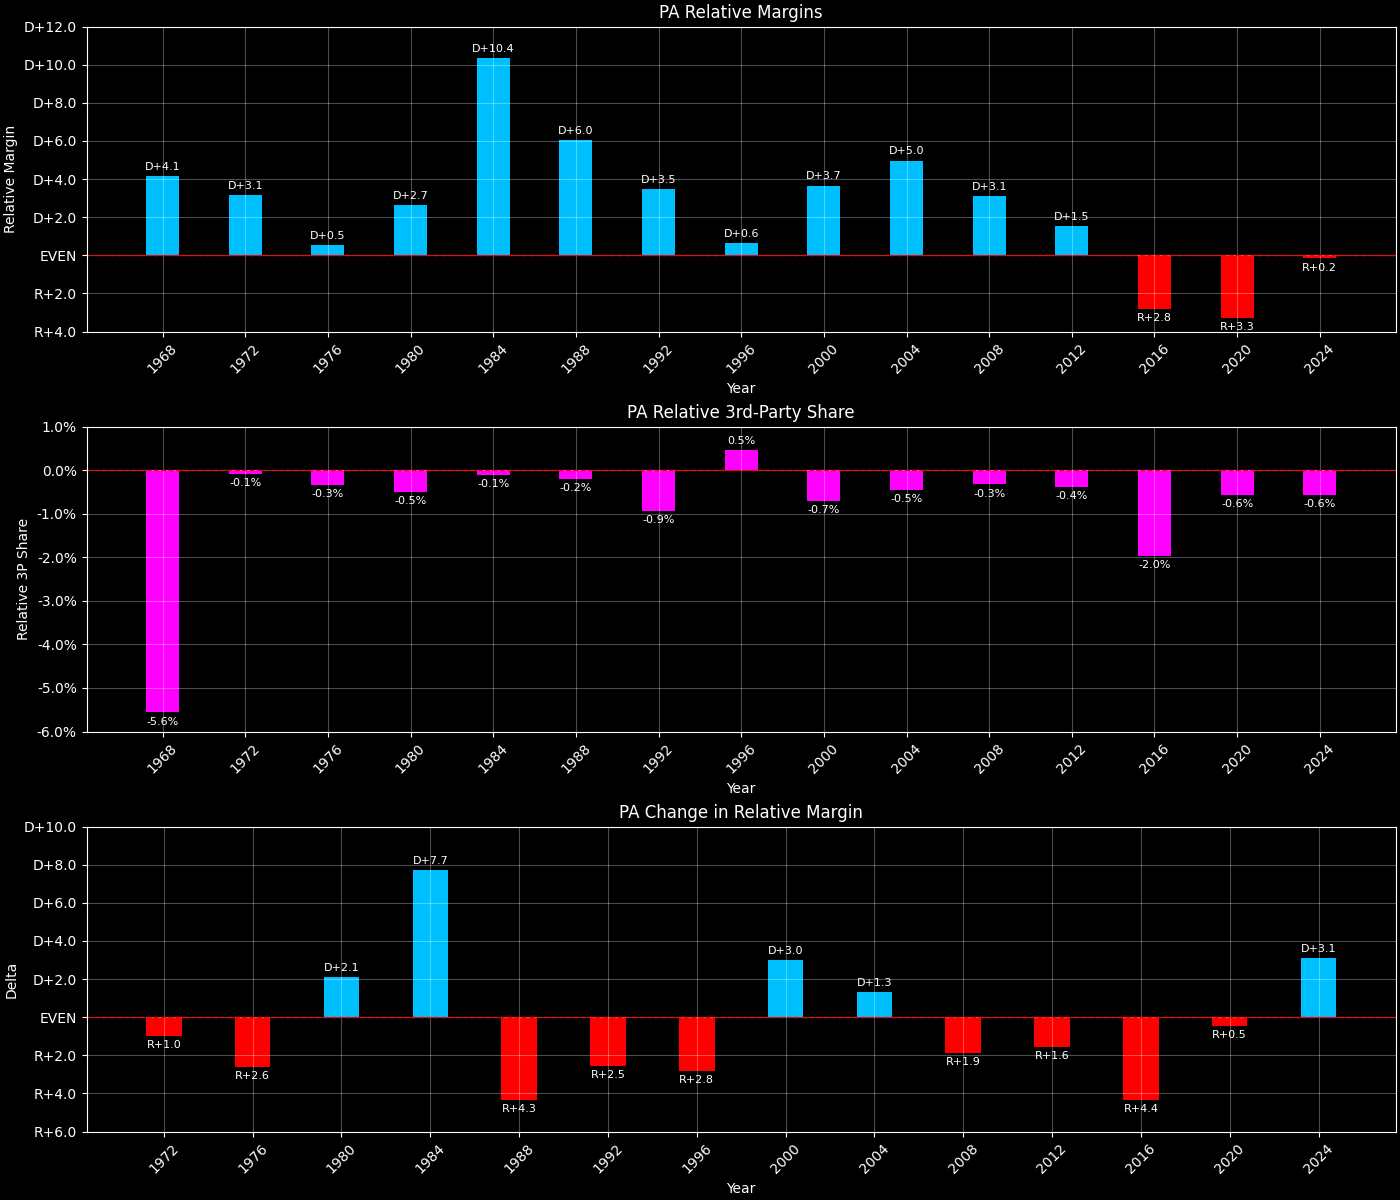 PA Relative Margins
Relative Margin
D+12.0
D+10.0
D+8.0
D+6.0
D+4.0
D+2.0
EVEN
R+2.0
R+4.0
D+4.1
D+3.1
D+0.5
D+2.7
D+10.4
D+6.0
D+3.5
D+0.6
D+3.7
D+5.0
D+3.1
D+1.5
R+2.8
R+3.3
R+0.2
1968
1972
1976
1980
1984
1988
1992
1996
2000
2004
2008
2012
2016
2020
2024
Year
PA Relative 3rd-Party Share
Relative 3P Share
1.0%
0.0%
-1.0%
-2.0%
-3.0%
-4.0%
-5.0%
-6.0%
-5.6%
-0.1%
-0.3%
-0.5%
-0.1%
-0.2%
-0.9%
0.5%
-0.7%
-0.5%
-0.3%
-0.4%
-2.0%
-0.6%
-0.6%
1968
1972
1976
1980
1984
1988
1992
1996
2000
2004
2008
2012
2016
2020
2024
Year
PA Change in Relative Margin
Delta
D+10.0
D+8.0
D+6.0
D+4.0
D+2.0
EVEN
R+2.0
R+4.0
R+6.0
R+1.0
R+2.6
D+2.1
D+7.7
R+4.3
R+2.5
R+2.8
D+3.0
D+1.3
R+1.9
R+1.6
R+4.4
R+0.5
D+3.1
1972
1976
1980
1984
1988
1992
1996
2000
2004
2008
2012
2016
2020
2024
Year